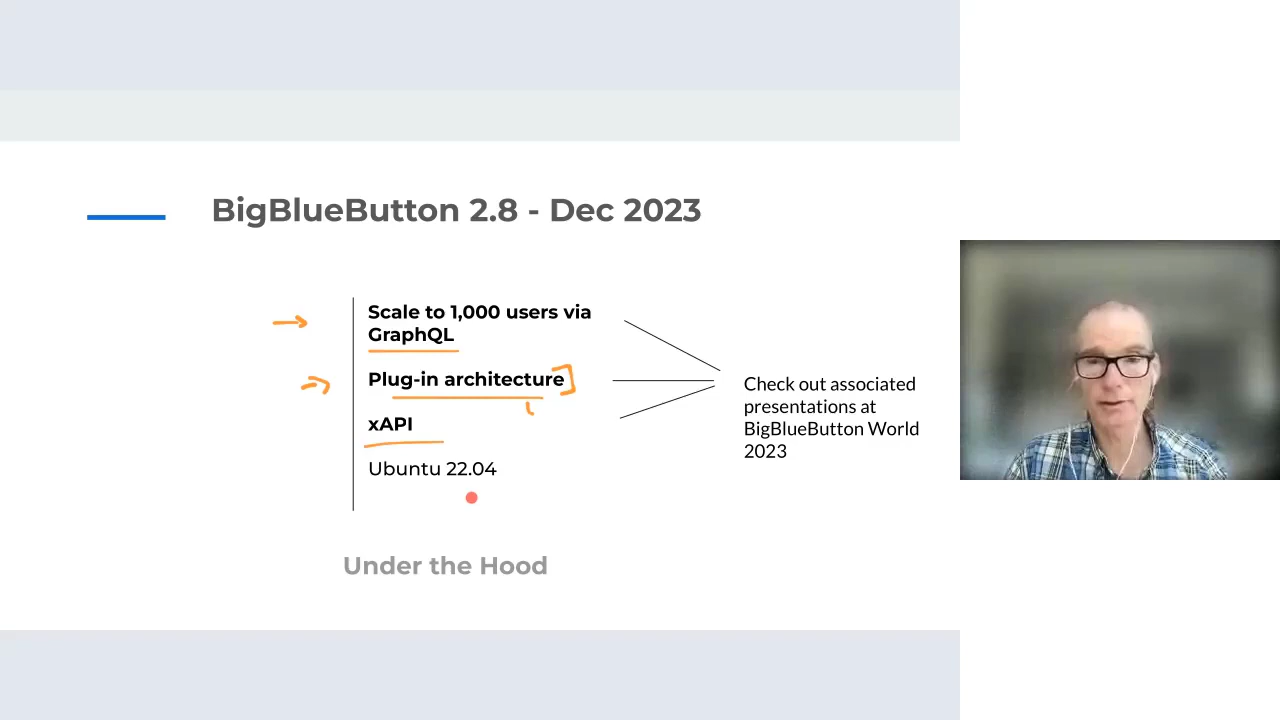 BigBlueButton 2.8 - Dec 2023
Scale to 1,000 users via
GraphQL
Plug-in architecture
xAPI
Ubuntu 22.04
Check out associated
presentations at
BigBlueButton World
2023
Under the Hood